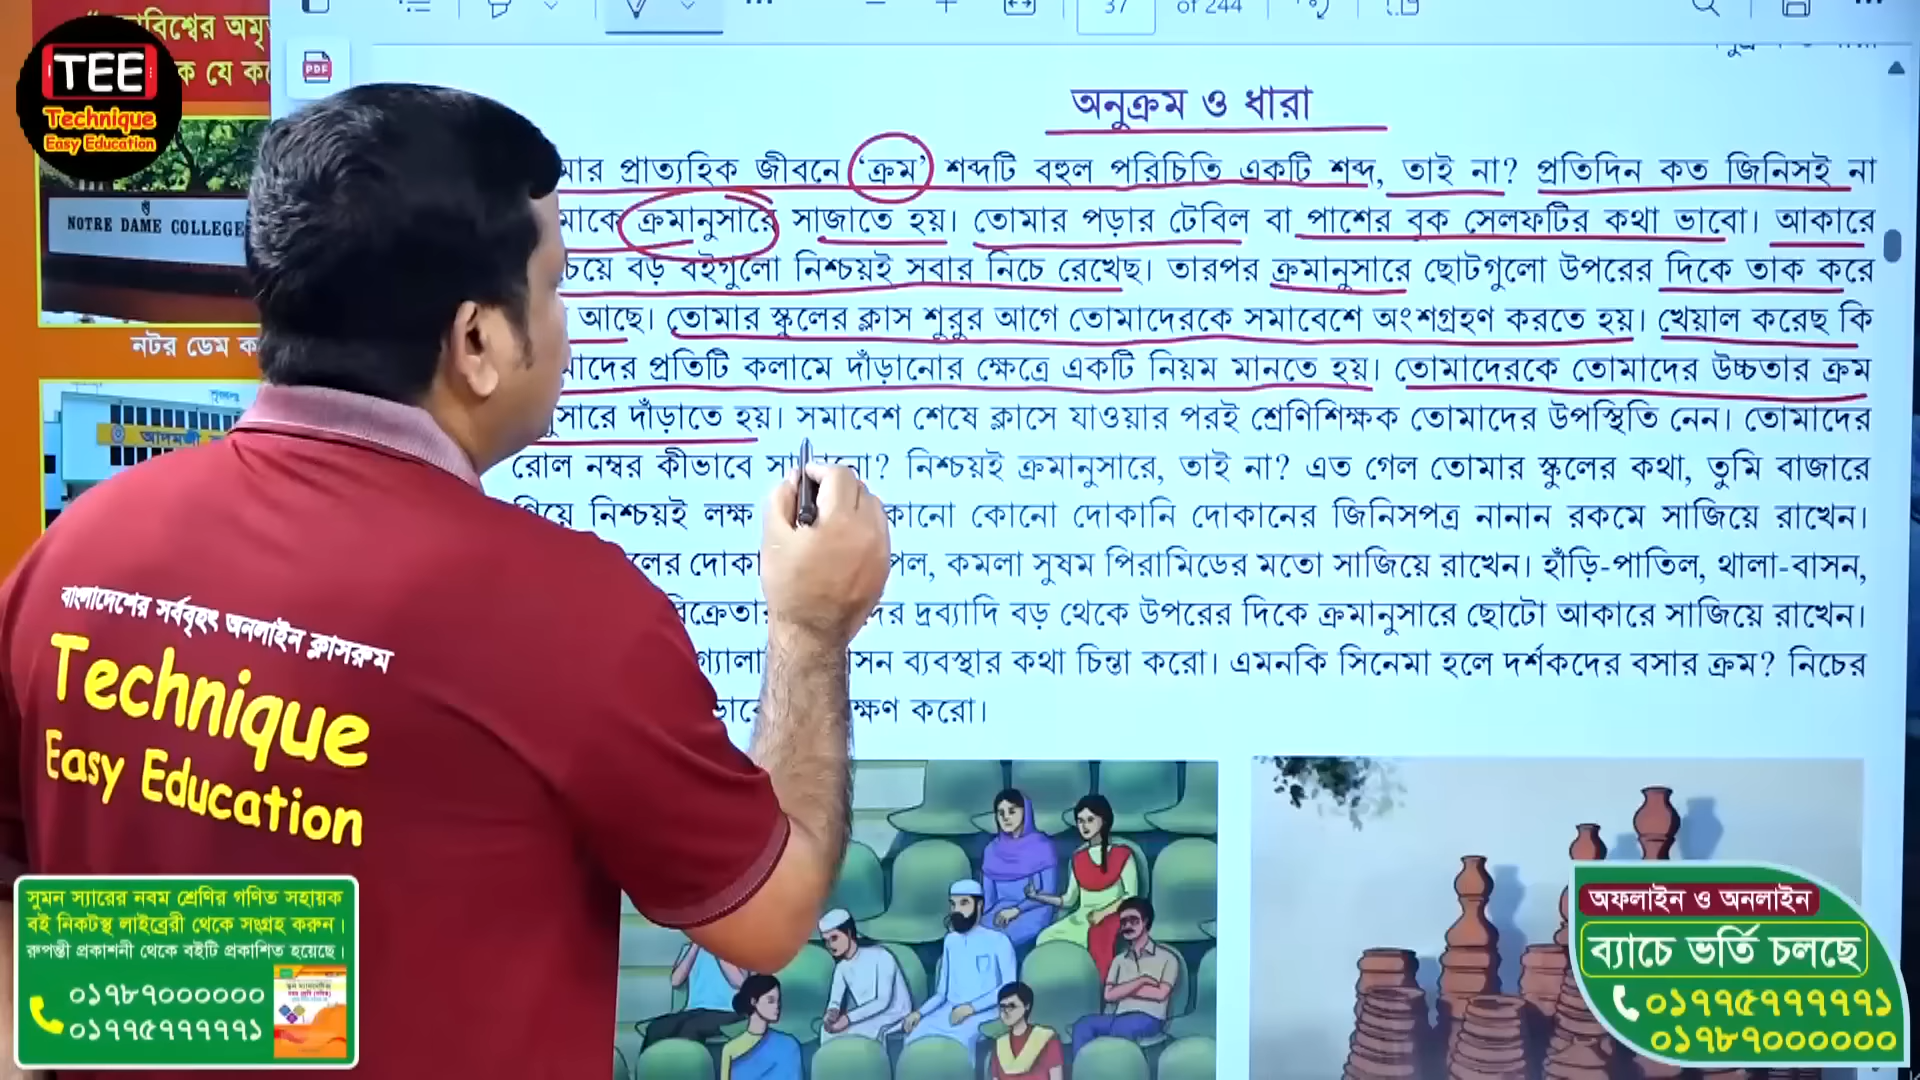 TEE
Technique
Easy Education
NOTRE DAME COLLEGE
নটর ডেম
37 of 244
PDF
অনুক্রম ও ধারা
প্রাত্যহিক জীবনে ‘ক্রম’ শব্দটি বহুল পরিচিতি একটি শব্দ, তাই না? প্রতিদিন কত জিনিসই না
ক্রমানুসারে সাজাতে হয়। তোমার পড়ার টেবিল বা পাশের বুক সেলফটির কথা ভাবো। আকারে
বড় বইগুলো নিশ্চয়ই সবার নিচে রেখেছ। তারপর ক্রমানুসারে ছোটগুলো উপরের দিকে তাক করে
আছে। তোমার স্কুলের ক্লাস শুরুর আগে তোমাদেরকে সমাবেশে অংশগ্রহণ করতে হয়। খেয়াল করেছ কি
প্রতিটি কলামে দাঁড়ানোর ক্ষেত্রে একটি নিয়ম মানতে হয়। তোমাদেরকে তোমাদের উচ্চতার ক্রম
দাঁড়াতে হয়। সমাবেশ শেষে ক্লাসে যাওয়ার পরই শ্রেণিশিক্ষক তোমাদের উপস্থিতি নেন। তোমাদের
রোল নম্বর কীভাবে নিশ্চয়ই ক্রমানুসারে, তাই না? এত গেল তোমার স্কুলের কথা, তুমি বাজারে
নিশ্চয়ই লক্ষ কোনো দোকানি দোকানের জিনিসপত্র নানান রকমে সাজিয়ে রাখেন।
কমলা সুষম পিরামিডের মতো সাজিয়ে রাখেন। হাঁড়ি-পাতিল, থালা-বাসন,
দ্রব্যাদি বড় থেকে উপরের দিকে ক্রমানুসারে ছোটো আকারে সাজিয়ে রাখেন।
ব্যবস্থার কথা চিন্তা করো। এমনকি সিনেমা হলে দর্শকদের বসার ক্রম? নিচের
করো।
বাংলাদেশের সর্ববৃহৎ অনলাইন ক্লাসরুম
Technique
Easy Education
সুমন স্যারের নবম শ্রেণির গণিত সহায়ক
বই নিকটস্থ লাইব্রেরী থেকে সংগ্রহ করুন।
রুপন্তী প্রকাশনী থেকে বইটি প্রকাশিত হয়েছে।
০১৭৮৭০০০০০০
০১৭৭৫৭৭৭৭৭১
অফলাইন ও অনলাইন
ব্যাচে ভর্তি চলছে
০১৭৭৫৭৭৭৭৭১
০১৭৮৭০০০০০০